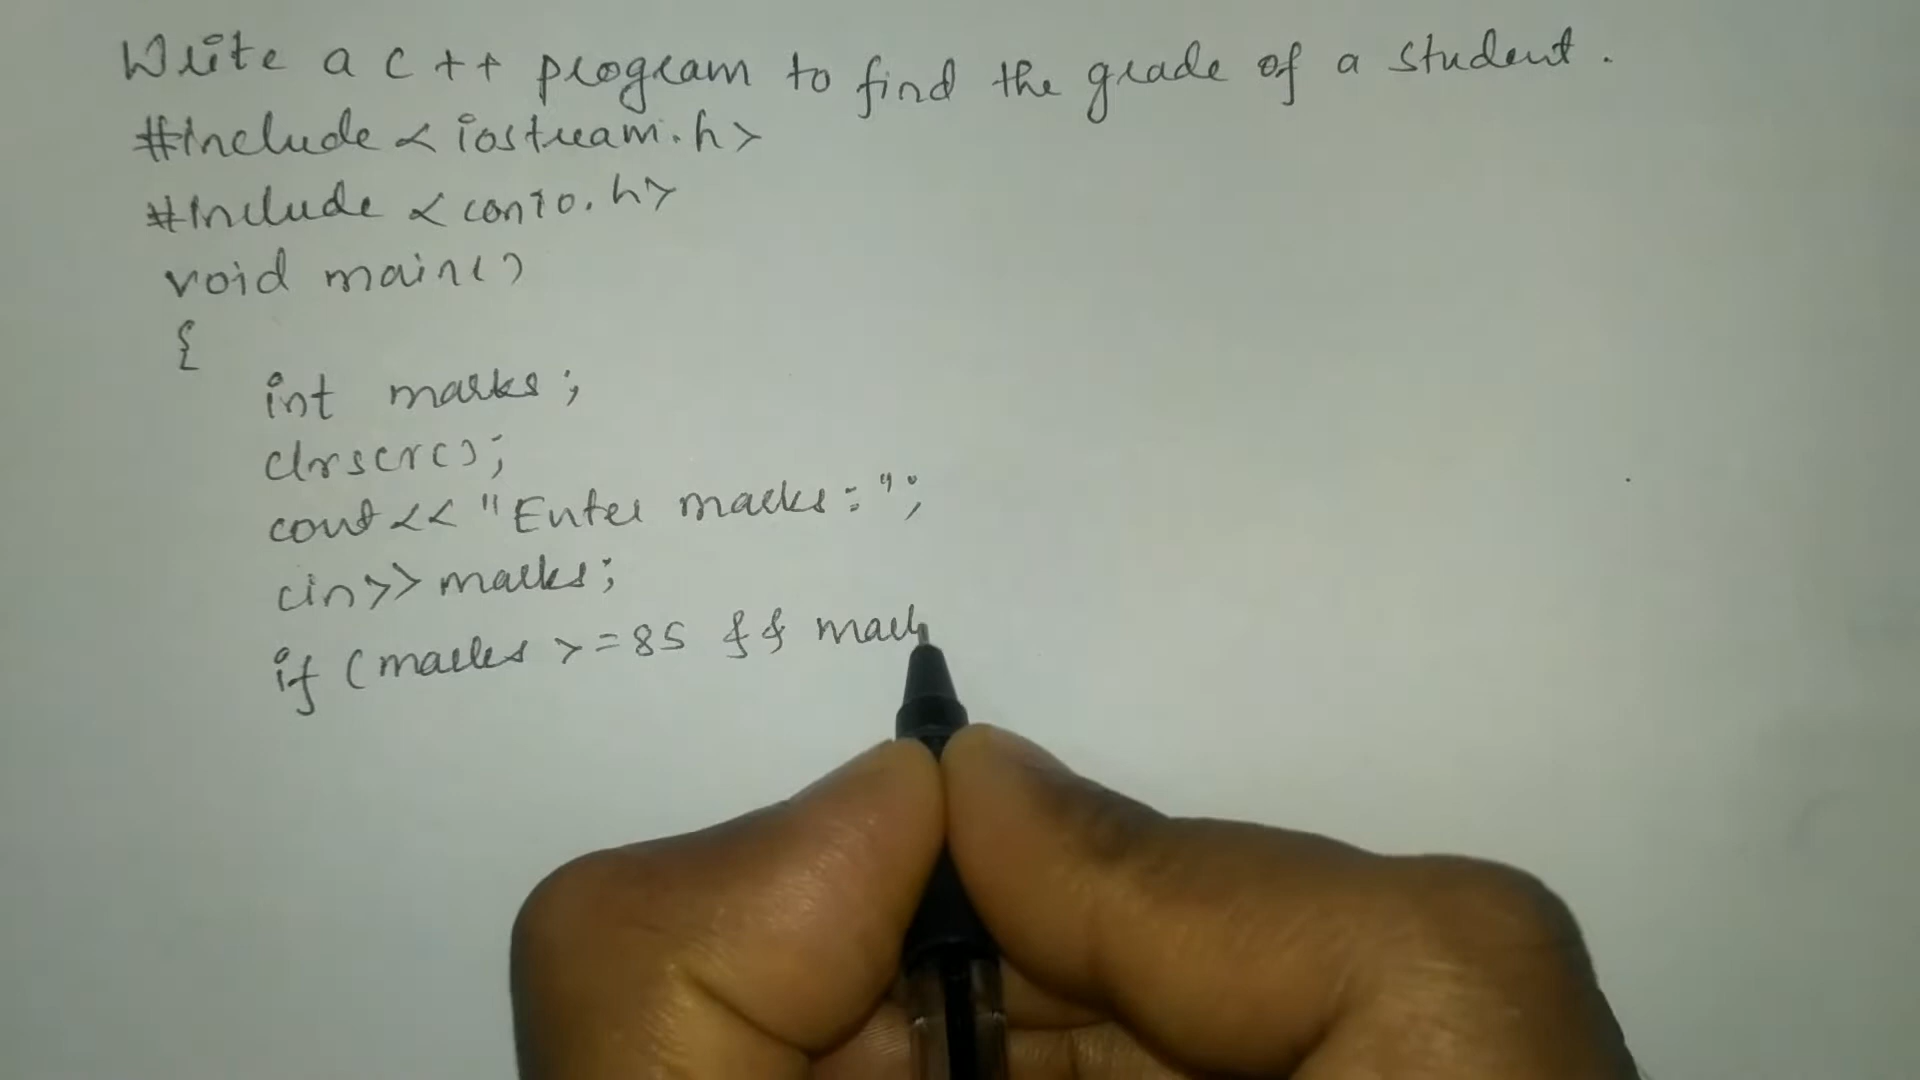 Write a c++ program to find the grade of a student.
#include <iostream.h>
#include <conio.h>
void main()
{
int marks;
clrscr();
cout<< "Enter marks:";
cin>>marks;
if (marks >=85 && mark